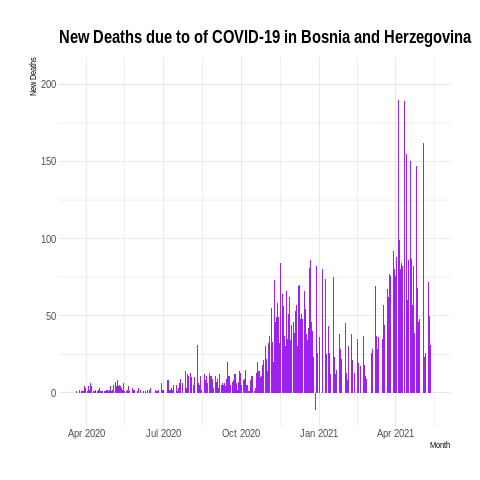 New Deaths due to of COVID-19 in Bosnia and Herzegovina
New Deaths
200
150
100
50
0
Apr 2020 Jul 2020 Oct 2020 Jan 2021 Apr 2021
Month